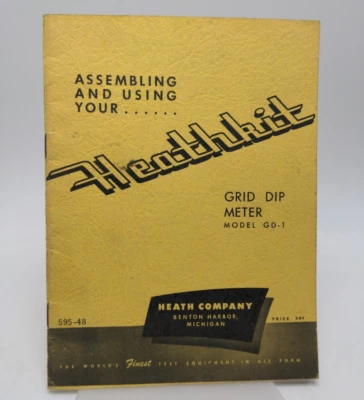 ASSEMBLING
AND USING
YOUR......
Heathkit
GRID DIP
METER
MODEL GD-1
HEATH COMPANY
BENTON HARBOR,
MICHIGAN
595-48
PRICE
THE WORLD'S Finest TEST EQUIPMENT IN KIT FORM